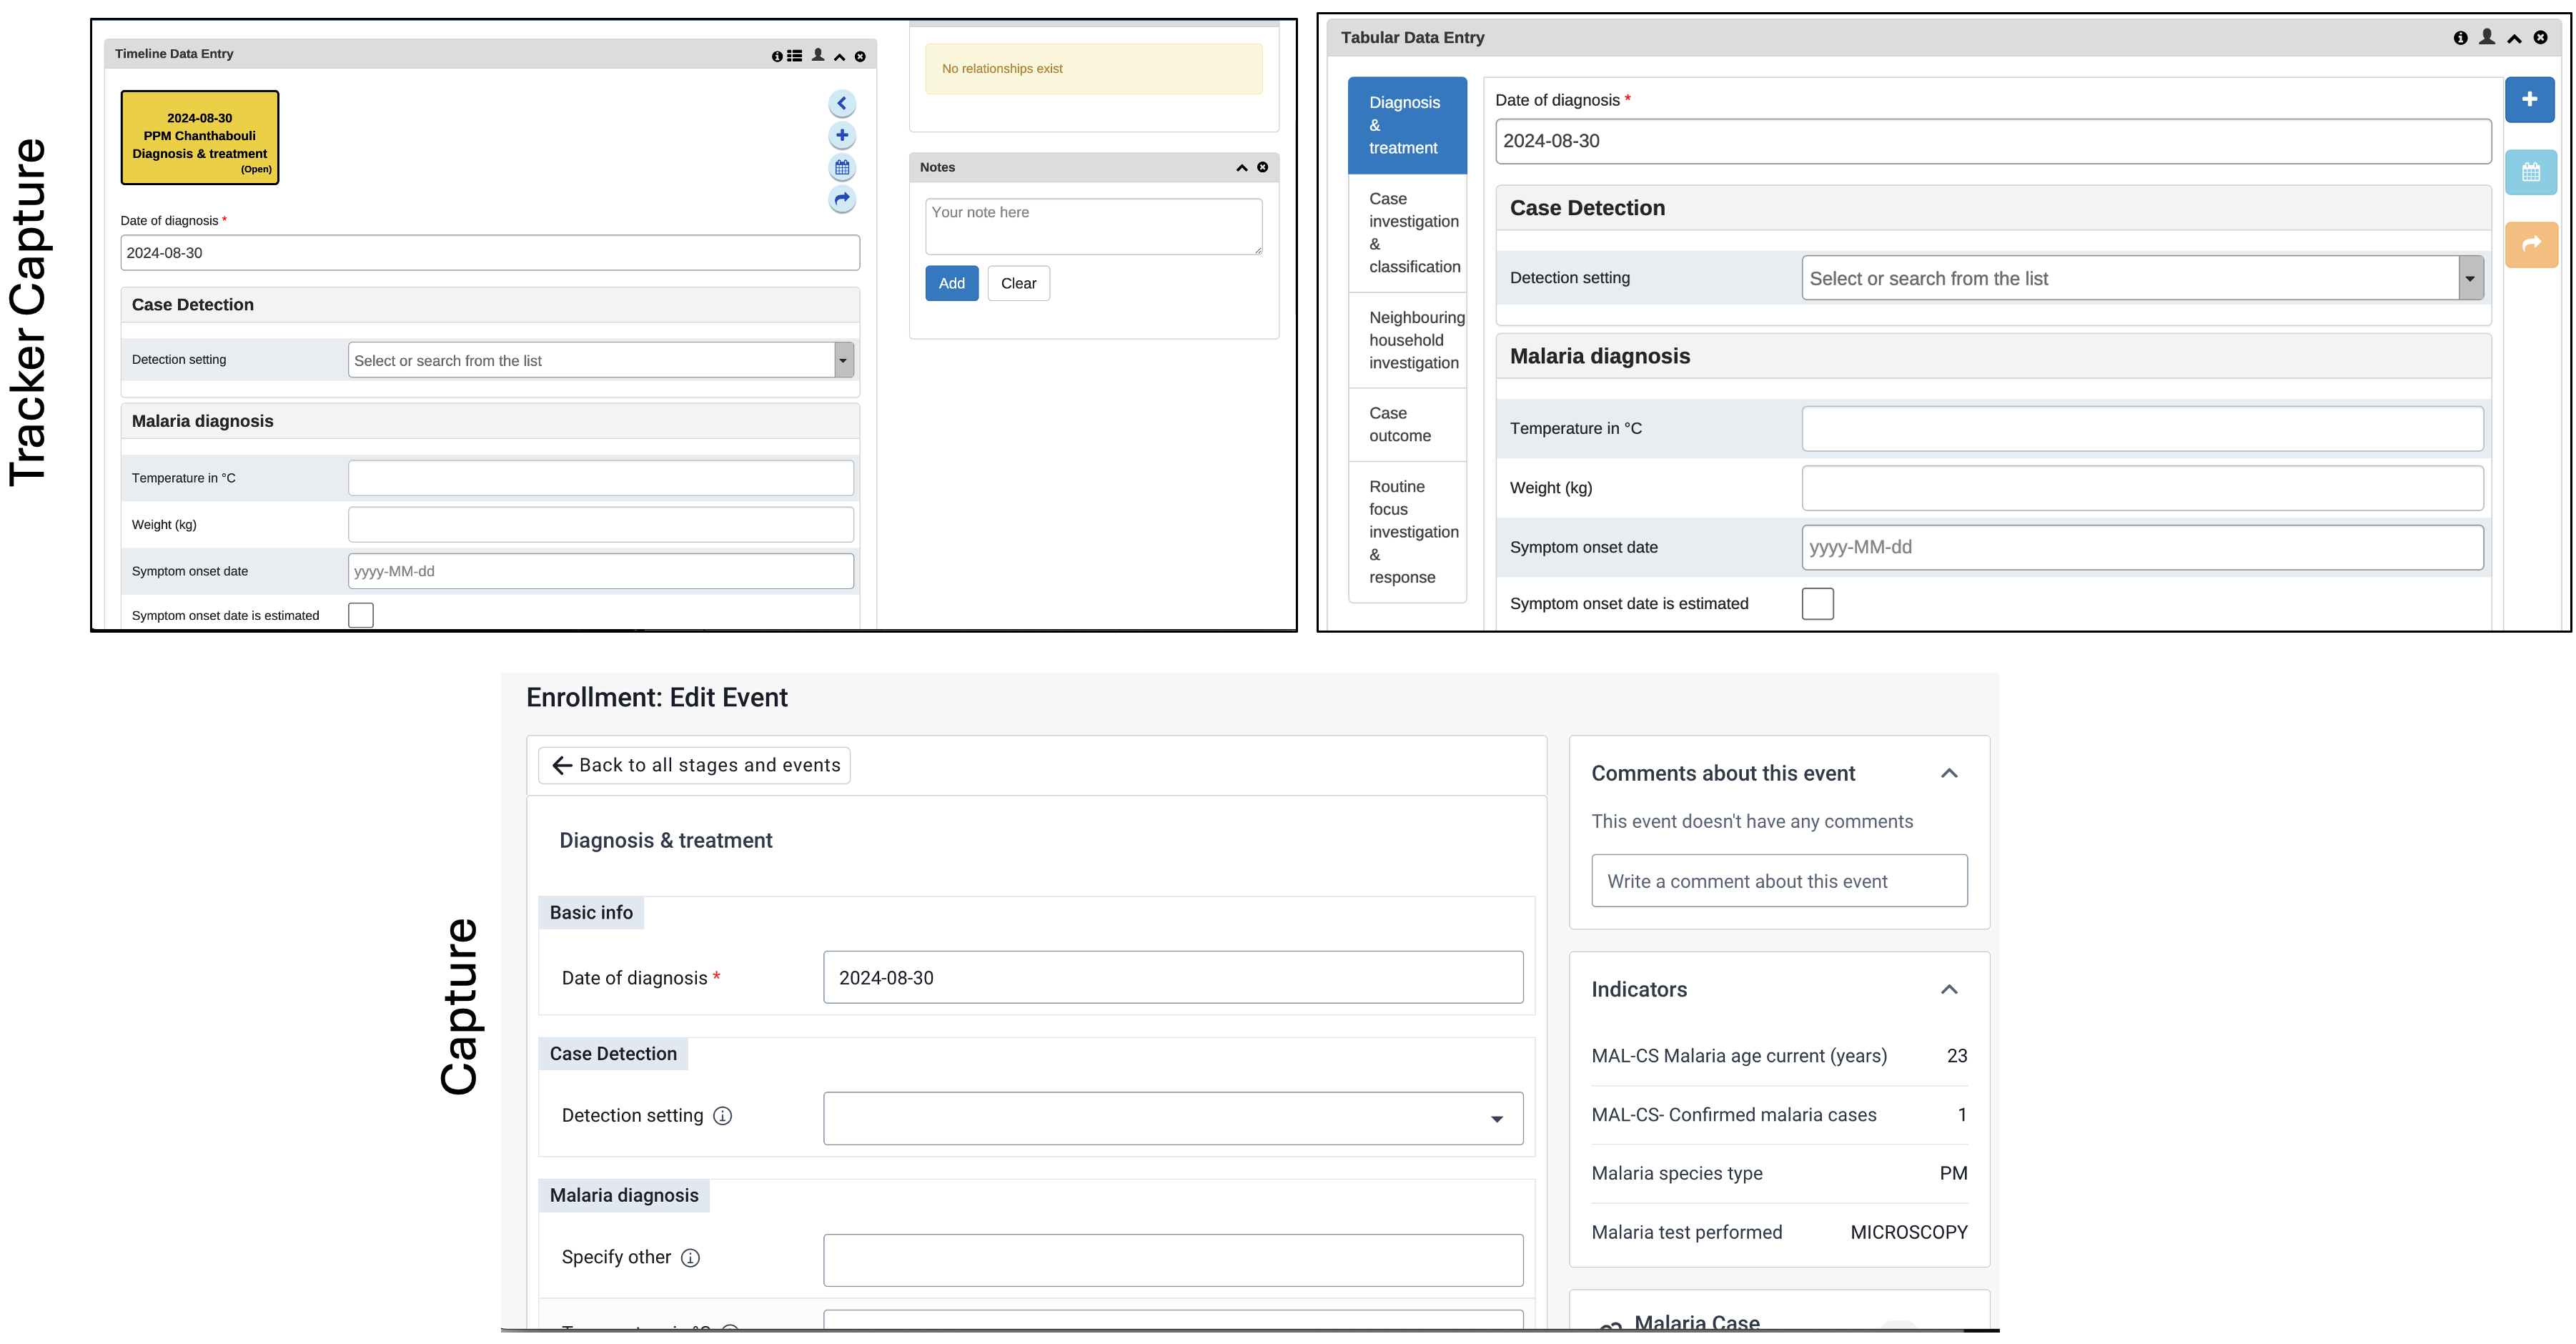 Tracker Capture
Timeline Data Entry
2024-08-30
PPM Chanthabouli
Diagnosis & treatment
(Open)
Date of diagnosis *
2024-08-30
Case Detection
Detection setting
Select or search from the list
Malaria diagnosis
Temperature in °C
Weight (kg)
Symptom onset date
yyyy-MM-dd
Symptom onset date is estimated
No relationships exist
Notes
Your note here
Add
Clear
Tabular Data Entry
Diagnosis
&
treatment
Case
investigation
&
classification
Neighbouring
household
investigation
Case
outcome
Routine
focus
investigation
&
response
Date of diagnosis *
2024-08-30
Case Detection
Detection setting
Select or search from the list
Malaria diagnosis
Temperature in °C
Weight (kg)
Symptom onset date
yyyy-MM-dd
Symptom onset date is estimated
Capture
Enrollment: Edit Event
Back to all stages and events
Diagnosis & treatment
Basic info
Date of diagnosis *
2024-08-30
Case Detection
Detection setting
Malaria diagnosis
Specify other
Comments about this event
This event doesn't have any comments
Write a comment about this event
Indicators
MAL-CS Malaria age current (years) 23
MAL-CS- Confirmed malaria cases 1
Malaria species type PM
Malaria test performed MICROSCOPY
Malaria Case